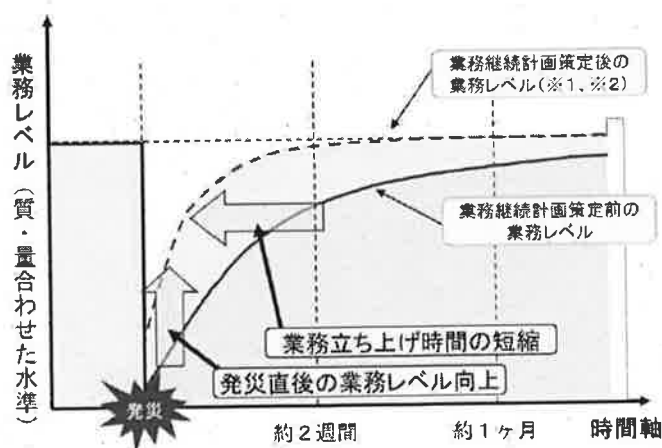 業務レベル（質・量合わせた水準）
業務継続計画策定後の
業務レベル(※1、※2)
業務継続計画策定前の
業務レベル
業務立ち上げ時間の短縮
発災直後の業務レベル向上
発災
約２週間
約１ヶ月
時間軸